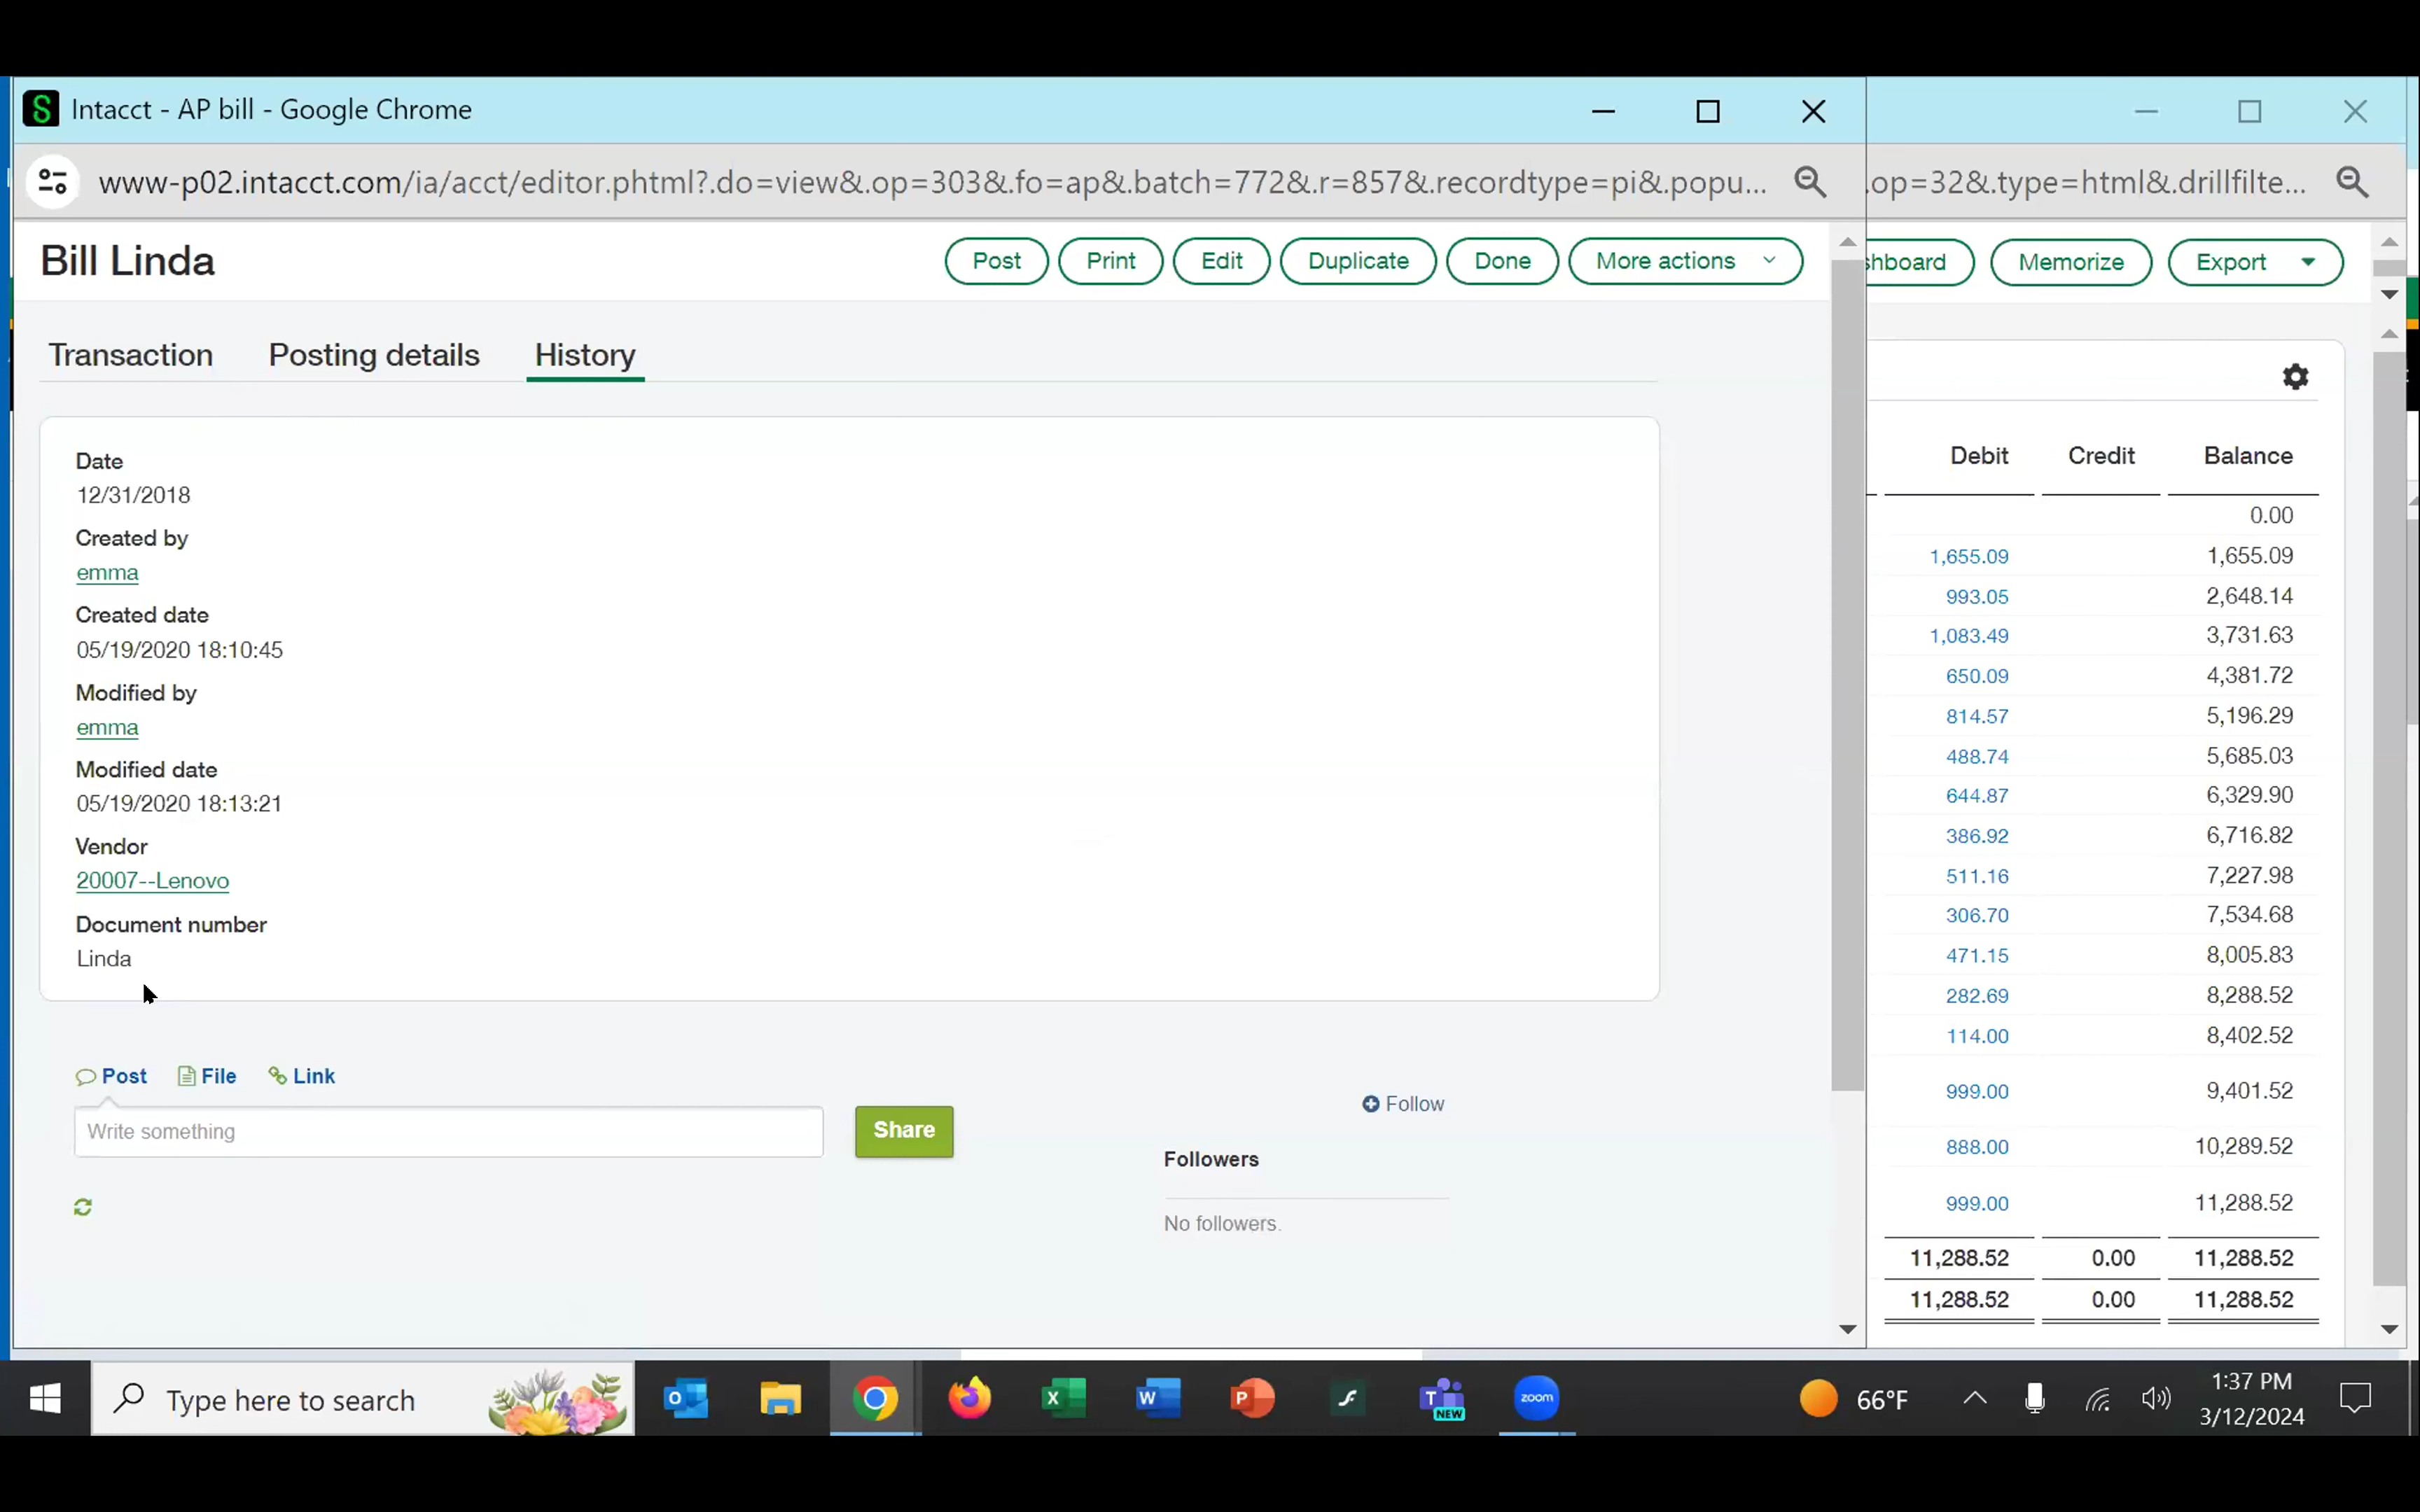 Intacct - AP bill - Google Chrome
www-p02.intacct.com/ia/acct/editor.phtml?.do=view&.op=303&.fo=ap&.batch=772&.r=857&.recordtype=pi&.popu...
.op=32&.type=html&.drillfilte...
Bill Linda
Post
Print
Edit
Duplicate
Done
More actions
shboard
Memorize
Export
Transaction
Posting details
History
Date
12/31/2018
Created by
emma
Created date
05/19/2020 18:10:45
Modified by
emma
Modified date
05/19/2020 18:13:21
Vendor
20007--Lenovo
Document number
Linda
Post
File
Link
Write something
Share
Follow
Followers
No followers.
Debit Credit Balance
0.00
1,655.09 1,655.09
993.05 2,648.14
1,083.49 3,731.63
650.09 4,381.72
814.57 5,196.29
488.74 5,685.03
644.87 6,329.90
386.92 6,716.82
511.16 7,227.98
306.70 7,534.68
471.15 8,005.83
282.69 8,288.52
114.00 8,402.52
999.00 9,401.52
888.00 10,289.52
999.00 11,288.52
11,288.52 0.00 11,288.52
11,288.52 0.00 11,288.52
Type here to search
NEW
zoom
66°F
1:37 PM
3/12/2024